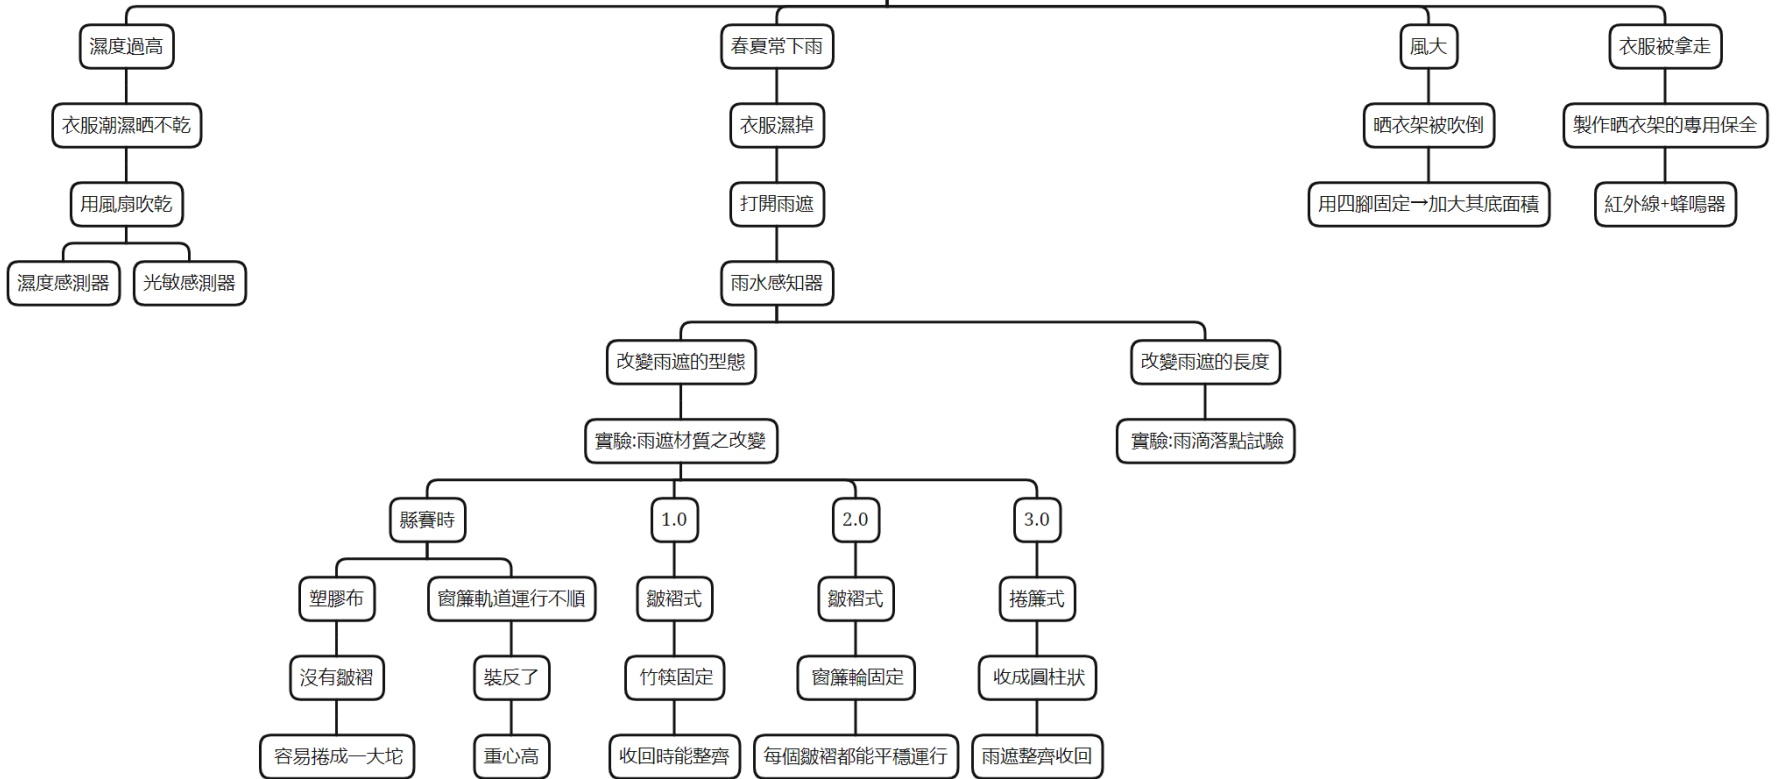 濕度過高
春夏常下雨
風大
衣服被拿走
衣服潮濕晒不乾
衣服濕掉
晒衣架被吹倒
製作晒衣架的專用保全
用風扇吹乾
打開雨遮
用四腳固定→加大其底面積
紅外線+蜂鳴器
濕度感測器
光敏感測器
雨水感知器
改變雨遮的型態
改變雨遮的長度
實驗:雨遮材質之改變
實驗:雨滴落點試驗
縣賽時
1.0
2.0
3.0
塑膠布
窗簾軌道運行不順
皺褶式
皺褶式
捲簾式
沒有皺褶
裝反了
竹筷固定
窗簾輪固定
收成圓柱狀
容易捲成一大坨
重心高
收回時能整齊
每個皺褶都能平穩運行
雨遮整齊收回